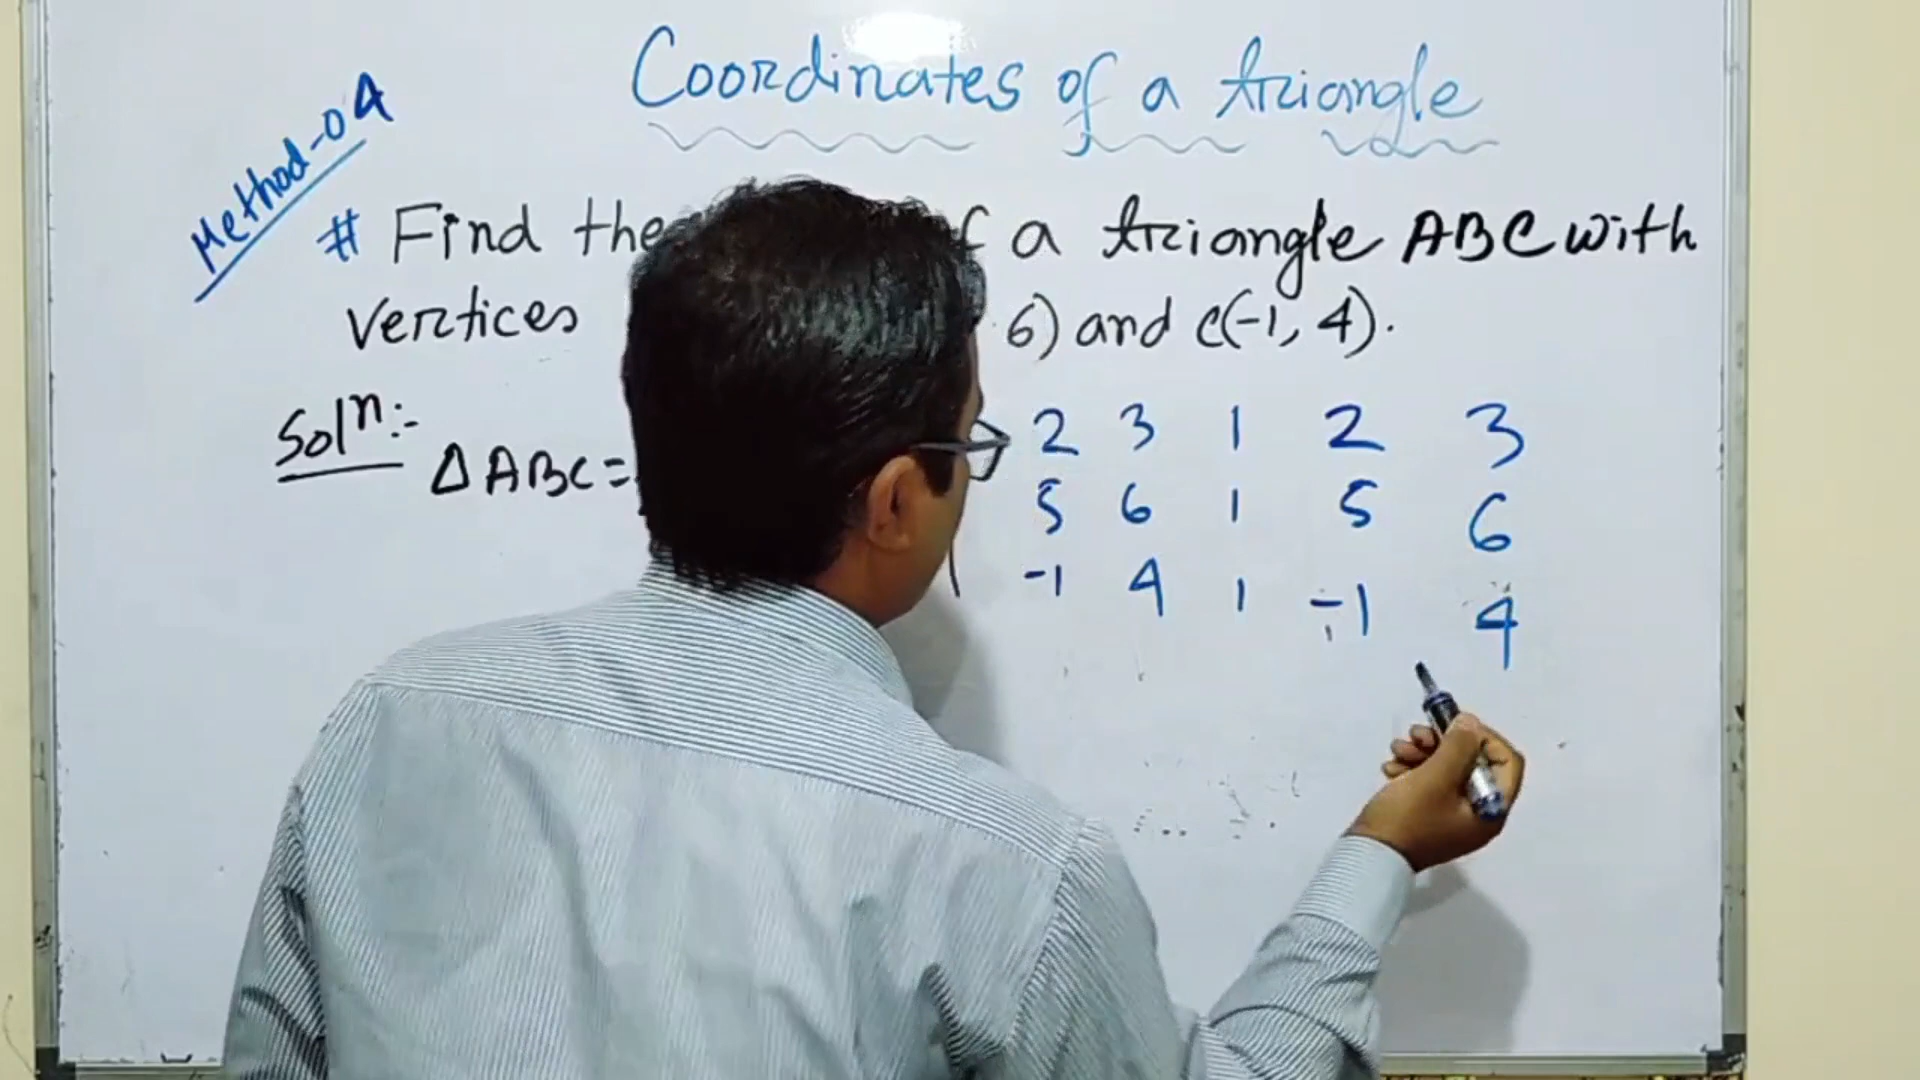 Coordinates of a triangle
Method-04
# Find the a triangle ABC with
vertices 6) and C(-1, 4).
Solⁿ:-
ΔABC=
2 3 1 2 3
5 6 1 5 6
-1 4 1 -1 4